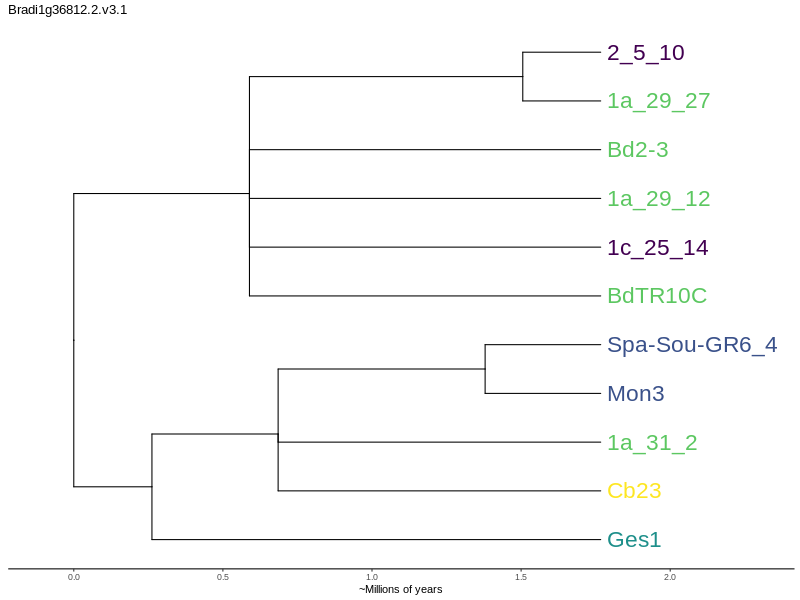 Bradi1g36812.2.v3.1
2_5_10
1a_29_27
Bd2-3
1a_29_12
1c_25_14
BdTR10C
Spa-Sou-GR6_4
Mon3
1a_31_2
Cb23
Ges1
0.0 0.5 1.0 1.5 2.0
~Millions of years